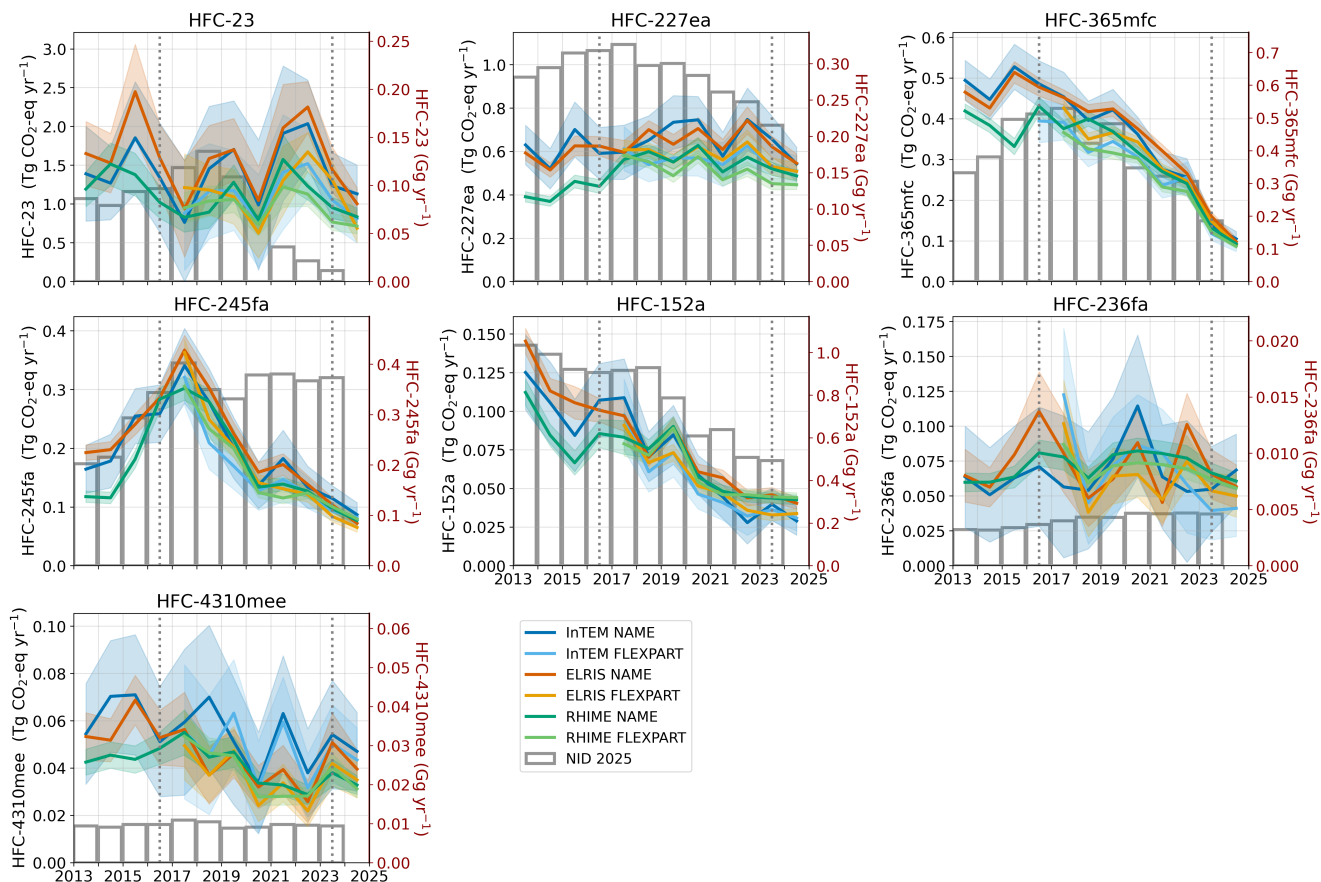 HFC-23
HFC-23 (Tg CO₂-eq yr⁻¹)
3.0
2.5
2.0
1.5
1.0
0.5
0.0
0.25
0.20
0.15
0.10
0.05
0.00
HFC-23 (Gg yr⁻¹)
HFC-227ea
HFC-227ea (Tg CO₂-eq yr⁻¹)
1.0
0.8
0.6
0.4
0.2
0.0
0.30
0.25
0.20
0.15
0.10
0.05
0.00
HFC-227ea (Gg yr⁻¹)
HFC-365mfc
HFC-365mfc (Tg CO₂-eq yr⁻¹)
0.6
0.5
0.4
0.3
0.2
0.1
0.0
0.7
0.6
0.5
0.4
0.3
0.2
0.1
0.0
HFC-365mfc (Gg yr⁻¹)
HFC-245fa
HFC-245fa (Tg CO₂-eq yr⁻¹)
0.4
0.3
0.2
0.1
0.0
0.4
0.3
0.2
0.1
0.0
HFC-245fa (Gg yr⁻¹)
HFC-152a
HFC-152a (Tg CO₂-eq yr⁻¹)
0.150
0.125
0.100
0.075
0.050
0.025
0.000
1.0
0.8
0.6
0.4
0.2
0.0
HFC-152a (Gg yr⁻¹)
2013 2015 2017 2019 2021 2023 2025
HFC-236fa
HFC-236fa (Tg CO₂-eq yr⁻¹)
0.175
0.150
0.125
0.100
0.075
0.050
0.025
0.000
0.020
0.015
0.010
0.005
0.000
HFC-236fa (Gg yr⁻¹)
2013 2015 2017 2019 2021 2023 2025
HFC-4310mee
HFC-4310mee (Tg CO₂-eq yr⁻¹)
0.10
0.08
0.06
0.04
0.02
0.00
0.06
0.05
0.04
0.03
0.02
0.01
0.00
HFC-4310mee (Gg yr⁻¹)
2013 2015 2017 2019 2021 2023 2025
InTEM NAME
InTEM FLEXPART
ELRIS NAME
ELRIS FLEXPART
RHIME NAME
RHIME FLEXPART
NID 2025